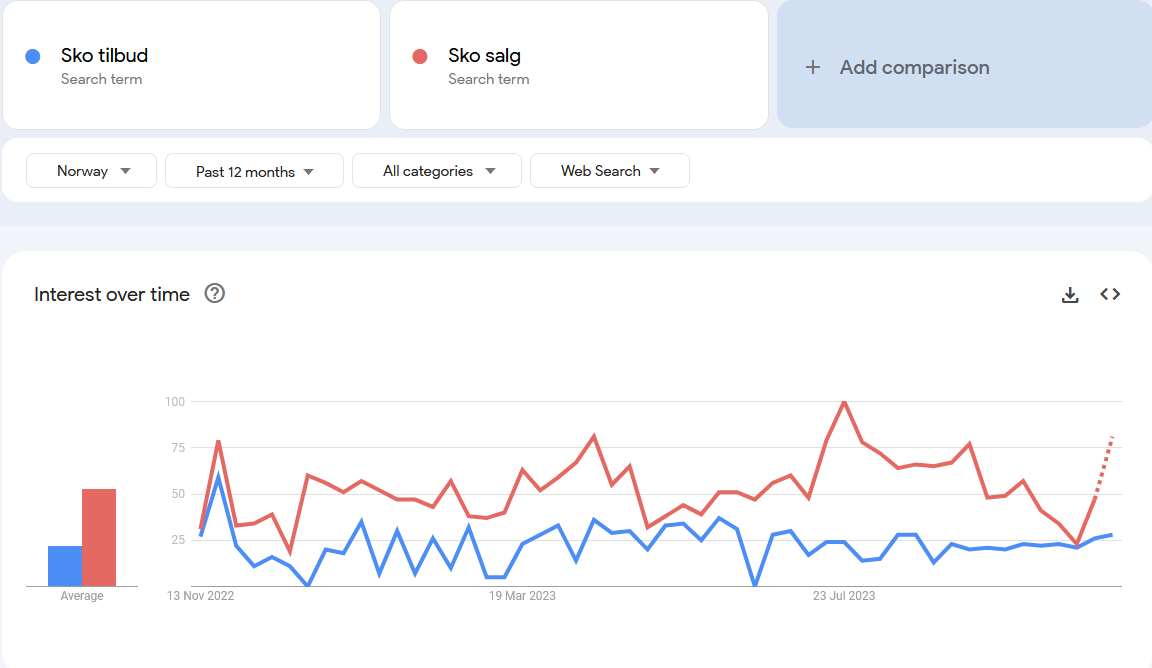 Sko tilbud
Search term
Sko salg
Search term
+ Add comparison
Norway
Past 12 months
All categories
Web Search
Interest over time
100
75
50
25
Average
13 Nov 2022
19 Mar 2023
23 Jul 2023